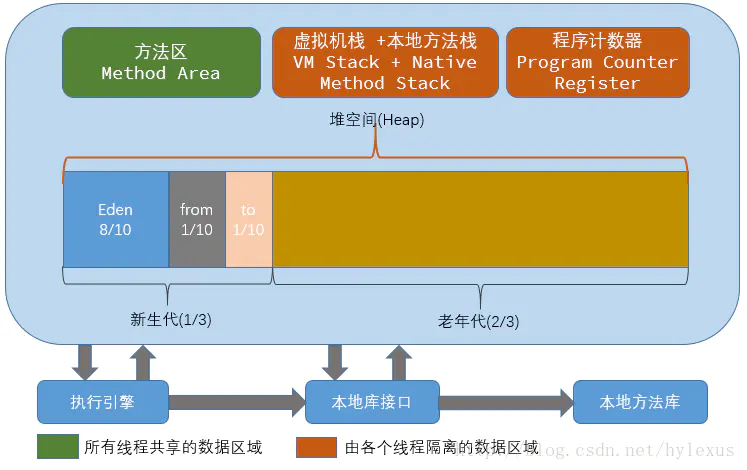 方法区
Method Area
虚拟机栈 +本地方法栈
VM Stack + Native
Method Stack
程序计数器
Program Counter
Register
堆空间(Heap)
Eden
8/10
from
1/10
to
1/10
新生代(1/3)
老年代(2/3)
执行引擎
本地库接口
本地方法库
所有线程共享的数据区域
由各个线程隔离的数据区域
http://blog.csdn.net/hylexus